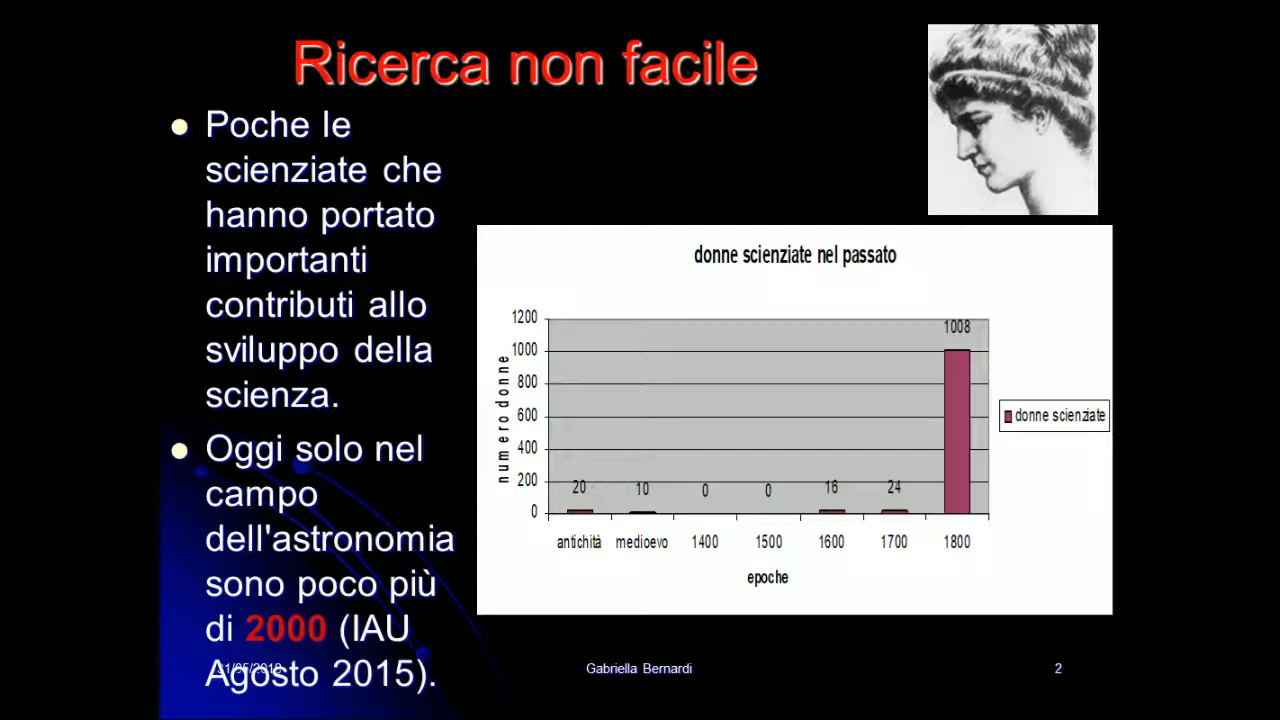 Ricerca non facile
Poche le
scienziate che
hanno portato
importanti
contributi allo
sviluppo della
scienza.
Oggi solo nel
campo
dell'astronomia
sono poco più
di 2000 (IAU
Agosto 2015).
donne scienziate nel passato
numero donne
1200
1000
800
600
400
200
0
20
10
0
0
16
24
1008
antichità medioevo 1400 1500 1600 1700 1800
epoche
donne scienziate
Gabriella Bernardi
2